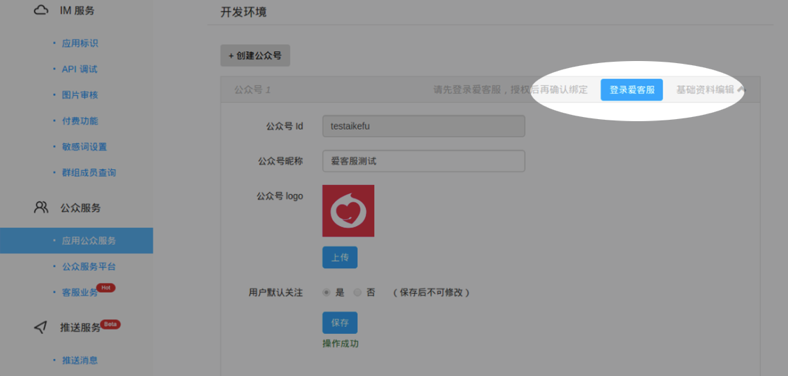 IM 服务
应用标识
API 调试
图片审核
付费功能
敏感词设置
群组成员查询
公众服务
应用公众服务
公众服务平台
客服业务 Hot
推送服务 Beta
推送消息
开发环境
+ 创建公众号
公众号 1 请先登录爱客服，授权后再确认绑定 登录爱客服 基础资料编辑
公众号 Id testaikefu
公众号昵称 爱客服测试
公众号 logo
上传
用户默认关注 是 否 （保存后不可修改）
保存
操作成功